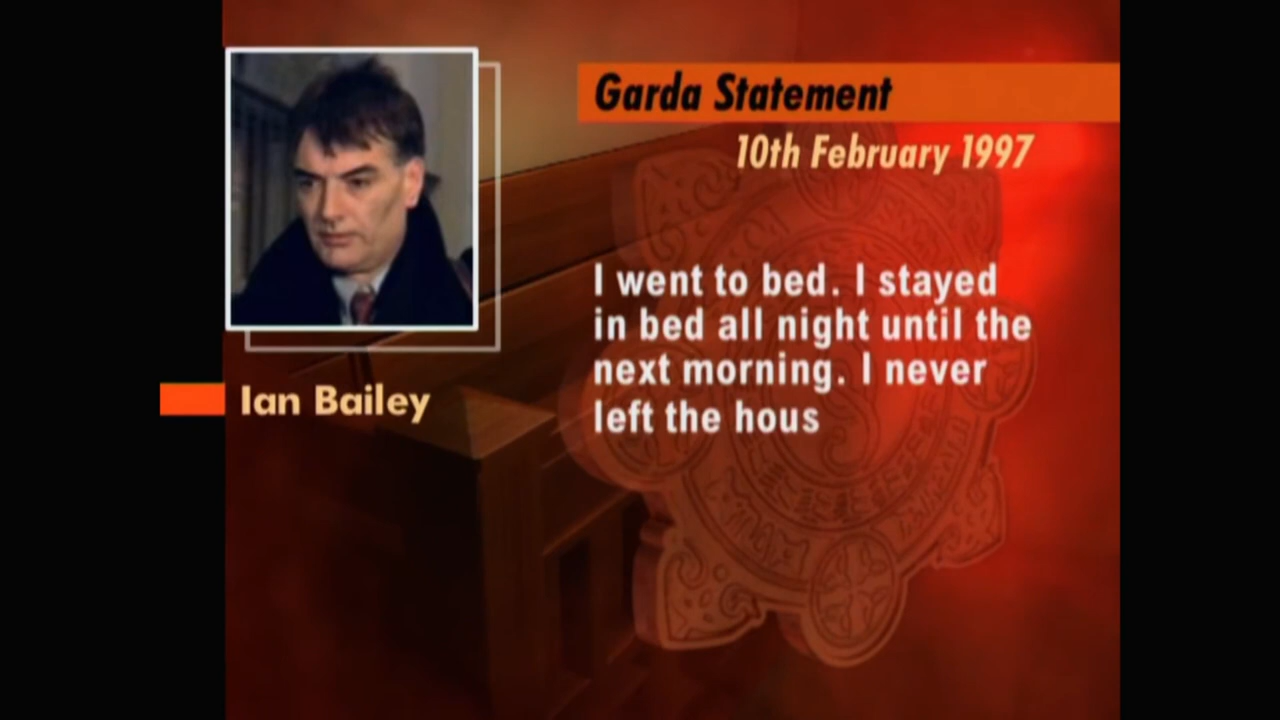 Garda Statement
10th February 1997
I went to bed. I stayed
in bed all night until the
next morning. I never
left the hous
Ian Bailey